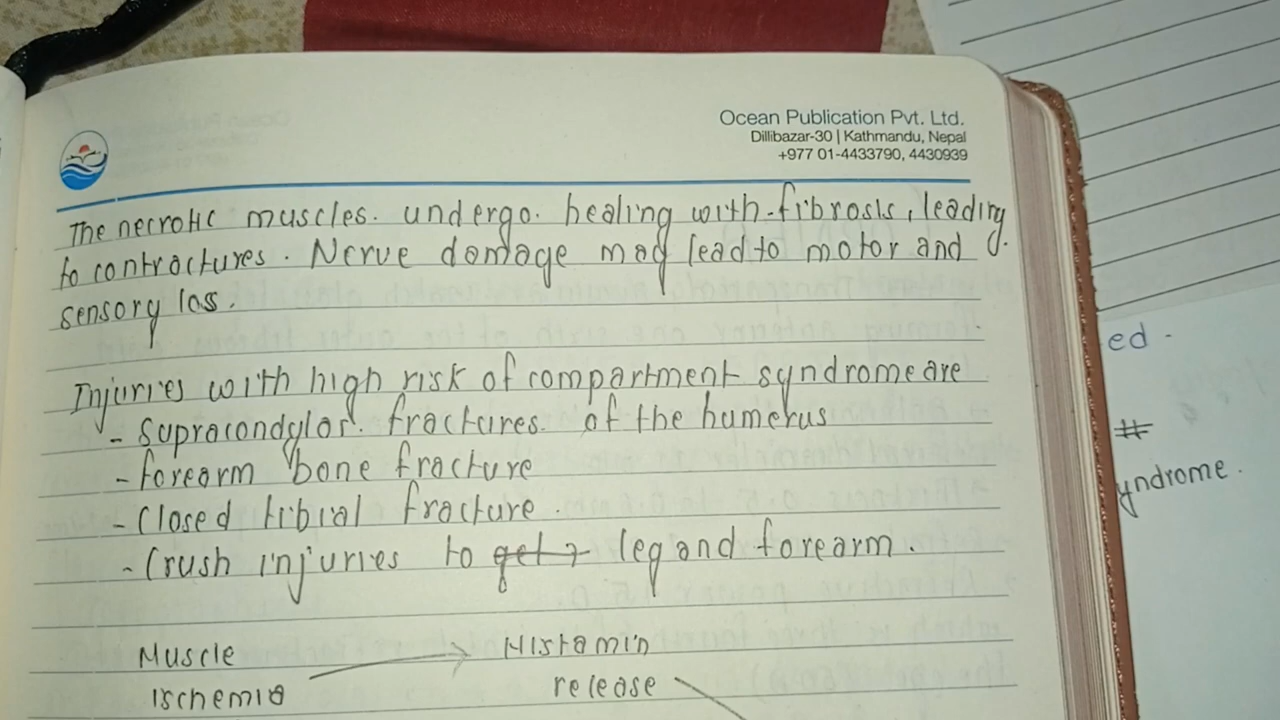 Ocean Publication Pvt. Ltd.
Dillibazar-30 | Kathmandu, Nepal
+977 01-4433790, 4430939
The necrotic muscles. undergo. healing with fibrosis, leading
to contractures. Nerve damage may lead to motor and
sensory los.
Injuries with high risk of compartment syndrome are
- Supracondylar. fractures. of the humerus
- forearm bone fracture
- Closed tibial fracture.
- Crush injuries to get leg and forearm.
Muscle
ischemia
Histamin
release
ed.
#
yndrome.